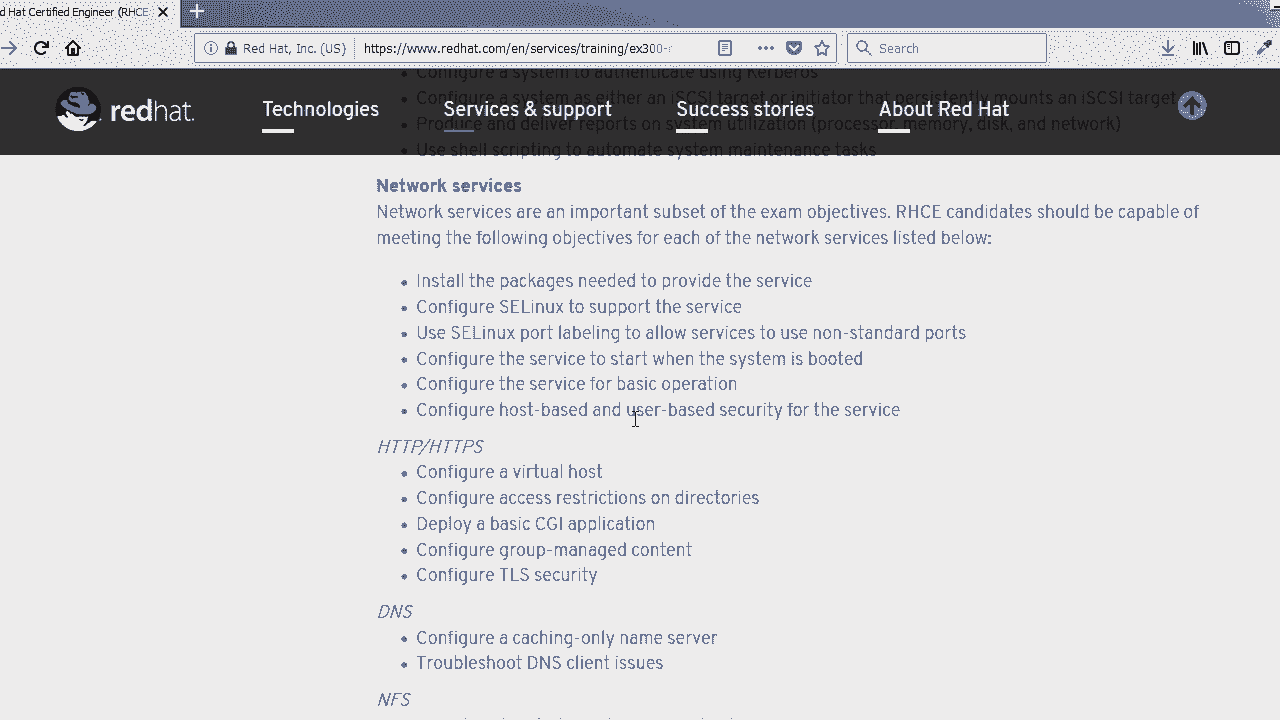 d Hat Certified Engineer (RHCE
Red Hat, Inc. (US)
https://www.redhat.com/en/services/training/ex300-
Search
Configure a system to authenticate using Kerberos
redhat.
Technologies
Services & support
Success stories
About Red Hat
Configure a system as either an iSCSI target or initiator that persistently mounts an iSCSI target
Produce and deliver reports on system utilization (processor, memory, disk, and network)
Use shell scripting to automate system maintenance tasks
Network services
Network services are an important subset of the exam objectives. RHCE candidates should be capable of
meeting the following objectives for each of the network services listed below:
Install the packages needed to provide the service
Configure SELinux to support the service
Use SELinux port labeling to allow services to use non-standard ports
Configure the service to start when the system is booted
Configure the service for basic operation
Configure host-based and user-based security for the service
HTTP/HTTPS
Configure a virtual host
Configure access restrictions on directories
Deploy a basic CGI application
Configure group-managed content
Configure TLS security
DNS
Configure a caching-only name server
Troubleshoot DNS client issues
NFS